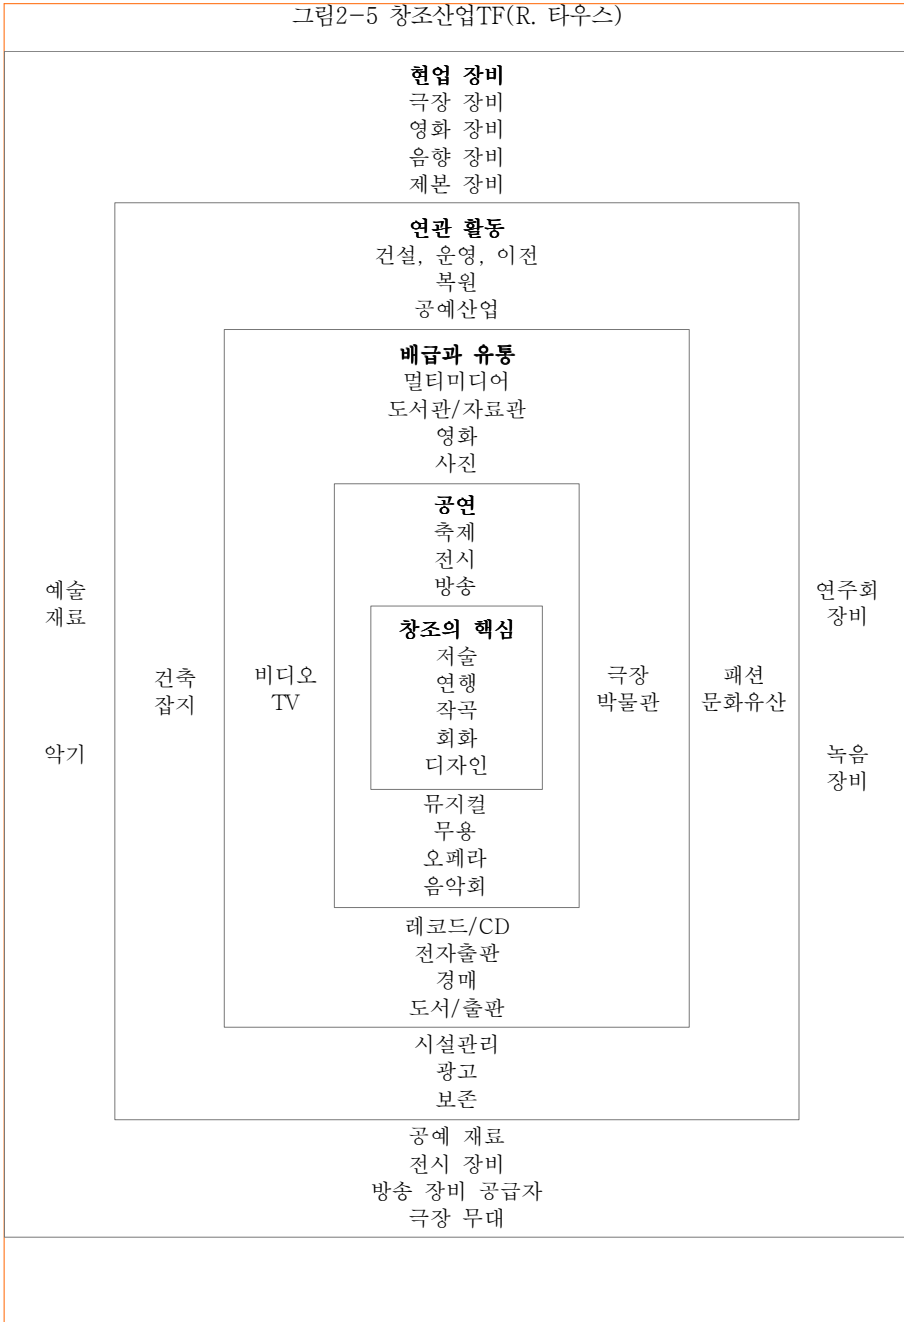 그림2-5 창조산업TF(R. 타우스)
현업 장비
극장 장비
영화 장비
음향 장비
제본 장비
연관 활동
건설, 운영, 이전
복원
공예산업
배급과 유통
멀티미디어
도서관/자료관
영화
사진
공연
축제
전시
방송
예술
재료
악기
건축
잡지
비디오
TV
창조의 핵심
저술
연행
작곡
회화
디자인
극장
박물관
패션
문화유산
연주회
장비
녹음
장비
뮤지컬
무용
오페라
음악회
레코드/CD
전자출판
경매
도서/출판
시설관리
광고
보존
공예 재료
전시 장비
방송 장비 공급자
극장 무대